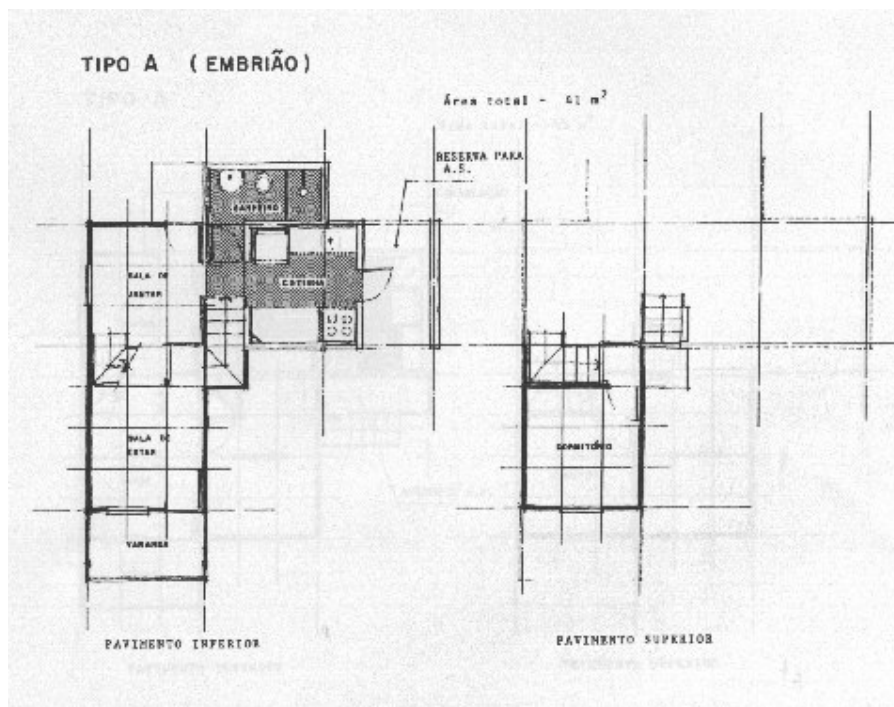 TIPO A (EMBRIÃO)
Área total - 41 m²
RESERVA PARA
A.S.
BANHEIRO
SALA DE
JANTAR
COZINHA
SALA DE
ESTAR
DORMITÓRIO
VARANDA
PAVIMENTO INFERIOR
PAVIMENTO SUPERIOR